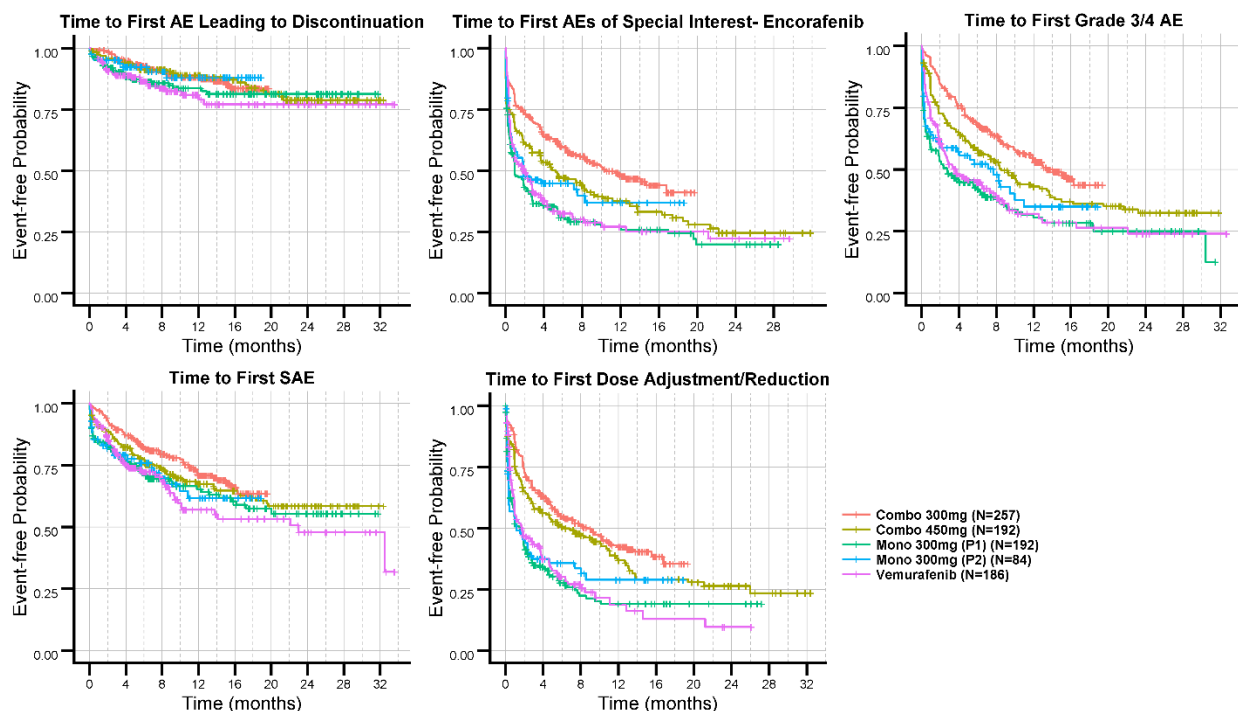 Time to First AE Leading to Discontinuation
Event-free Probability
1.00
0.75
0.50
0.25
0.00
0 4 8 12 16 20 24 28 32
Time (months)
Time to First AEs of Special Interest- Encorafenib
Event-free Probability
1.00
0.75
0.50
0.25
0.00
0 4 8 12 16 20 24 28
Time (months)
Time to First Grade 3/4 AE
Event-free Probability
1.00
0.75
0.50
0.25
0.00
0 4 8 12 16 20 24 28 32
Time (months)
Time to First SAE
Event-free Probability
1.00
0.75
0.50
0.25
0.00
0 4 8 12 16 20 24 28 32
Time (months)
Time to First Dose Adjustment/Reduction
Event-free Probability
1.00
0.75
0.50
0.25
0.00
0 4 8 12 16 20 24 28 32
Time (months)
Combo 300mg (N=257)
Combo 450mg (N=192)
Mono 300mg (P1) (N=192)
Mono 300mg (P2) (N=84)
Vemurafenib (N=186)